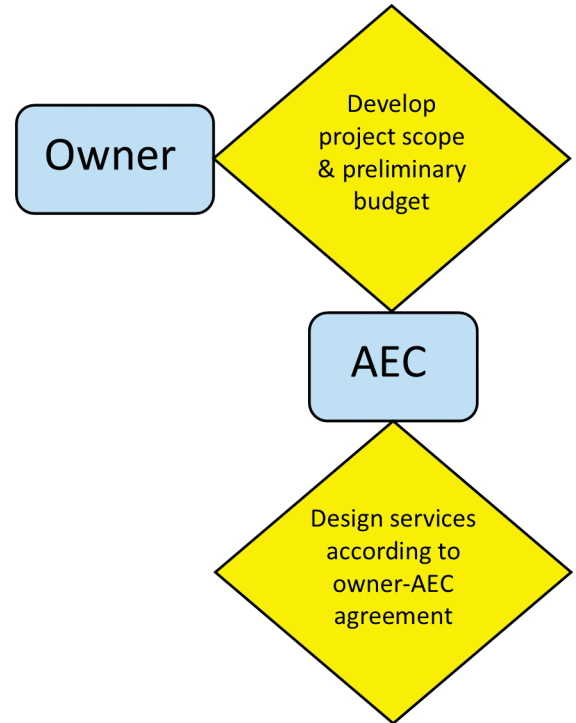 Owner
Develop
project scope
& preliminary
budget
AEC
Design services
according to
owner-AEC
agreement